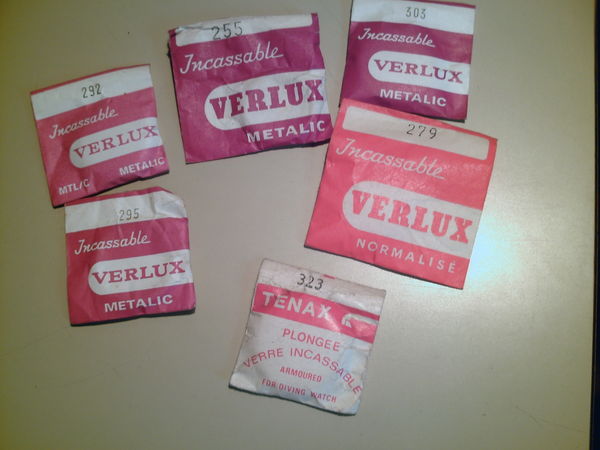 292
Incassable
VERLUX
MTL/C METALIC
255
Incassable
VERLUX
METALIC
303
Incassable
VERLUX
METALIC
279
Incassable
VERLUX
NORMALISÉ
295
Incassable
VERLUX
METALIC
323
TENAX
PLONGEE
VERRE INCASSABLE
ARMOURED
FOR DIVING WATCH